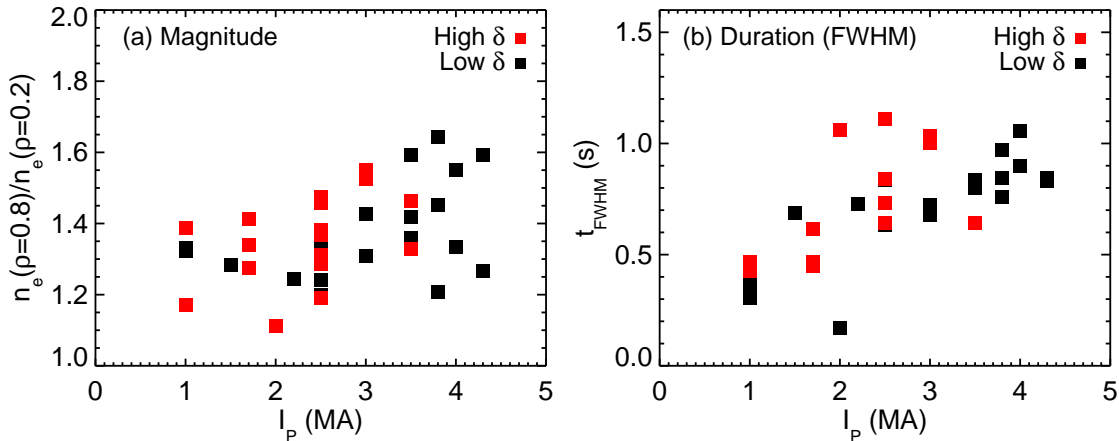 (a) Magnitude
High δ
Low δ
2.0
1.8
1.6
1.4
1.2
1.0
n_e(ρ=0.8)/n_e(ρ=0.2)
0 1 2 3 4 5
I_P (MA)
(b) Duration (FWHM)
High δ
Low δ
1.5
1.0
0.5
0.0
t_FWHM (s)
0 1 2 3 4 5
I_P (MA)